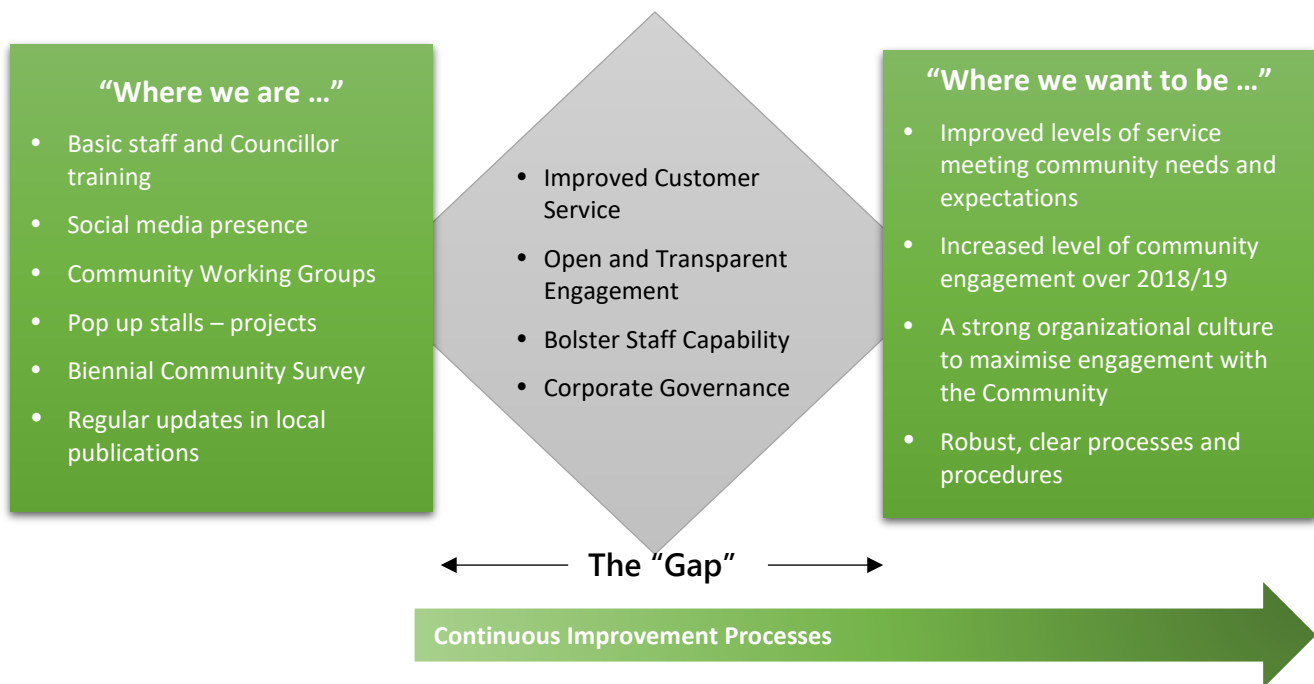 “Where we are …”
• Basic staff and Councillor
training
• Social media presence
• Community Working Groups
• Pop up stalls – projects
• Biennial Community Survey
• Regular updates in local
publications
• Improved Customer
Service
• Open and Transparent
Engagement
• Bolster Staff Capability
• Corporate Governance
“Where we want to be …”
• Improved levels of service
meeting community needs and
expectations
• Increased level of community
engagement over 2018/19
• A strong organizational culture
to maximise engagement with
the Community
• Robust, clear processes and
procedures
The “Gap”
Continuous Improvement Processes